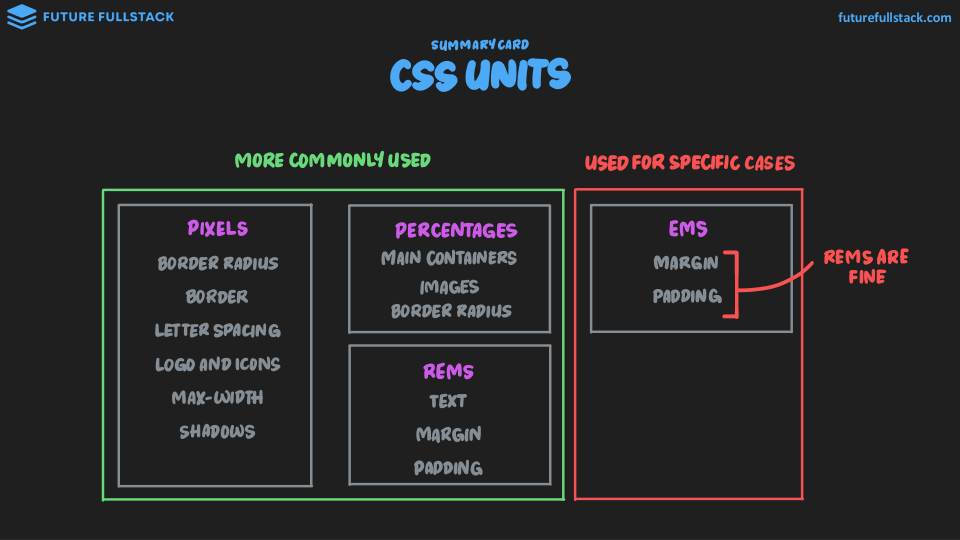 FUTURE FULLSTACK
futurefullstack.com
SUMMARY CARD
CSS UNITS
MORE COMMONLY USED
PIXELS
BORDER RADIUS
BORDER
LETTER SPACING
LOGO AND ICONS
MAX-WIDTH
SHADOWS
PERCENTAGES
MAIN CONTAINERS
IMAGES
BORDER RADIUS
REMS
TEXT
MARGIN
PADDING
USED FOR SPECIFIC CASES
EMS
MARGIN
PADDING
REMS ARE
FINE